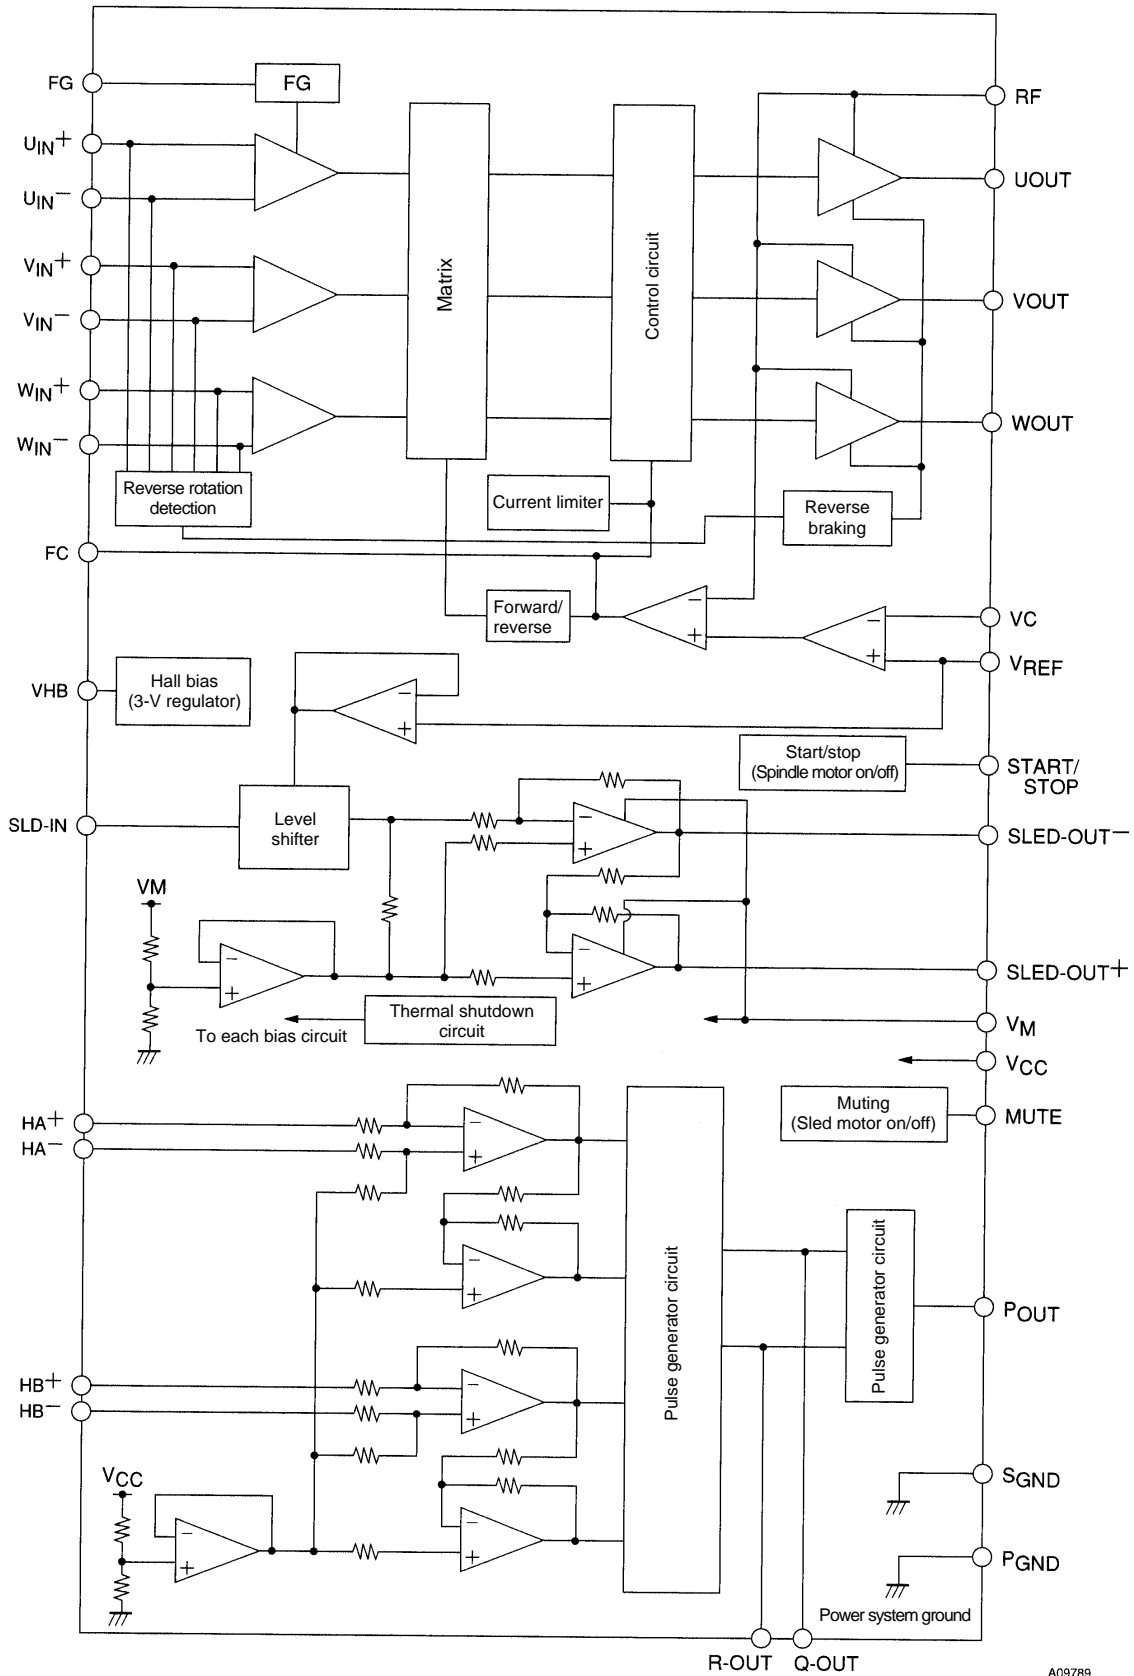 FG
FG
RF
UIN+
UIN−
UOUT
VIN+
VIN−
VOUT
WIN+
WIN−
WOUT
Matrix
Control circuit
Reverse rotation
detection
Current limiter
Reverse
braking
FC
Forward/
reverse
−
+
−
+
VC
VREF
VHB
Hall bias
(3-V regulator)
−
+
Start/stop
(Spindle motor on/off)
START/
STOP
SLD-IN
Level
shifter
−
+
SLED-OUT−
VM
−
+
−
+
SLED-OUT+
Thermal shutdown
circuit
To each bias circuit
VM
VCC
Muting
(Sled motor on/off)
MUTE
HA+
HA−
−
+
−
+
Pulse generator circuit
Pulse generator circuit
POUT
HB+
HB−
−
+
VCC
−
+
−
+
SGND
PGND
Power system ground
R-OUT Q-OUT
A09789